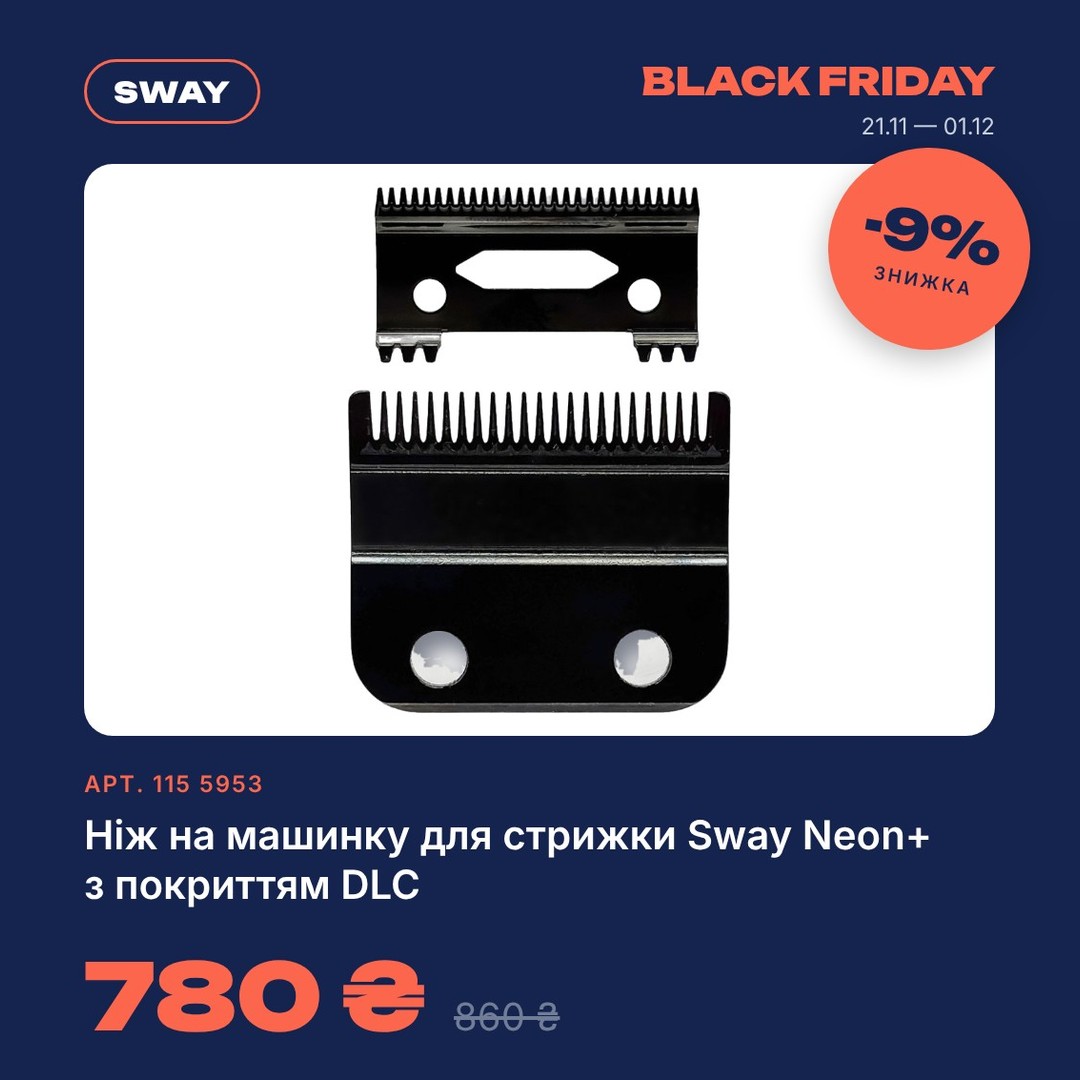 SWAY
BLACK FRIDAY
21.11 — 01.12
-9%
ЗНИЖКА
АРТ. 115 5953
Ніж на машинку для стрижки Sway Neon+
з покриттям DLC
780 ₴
860 ₴